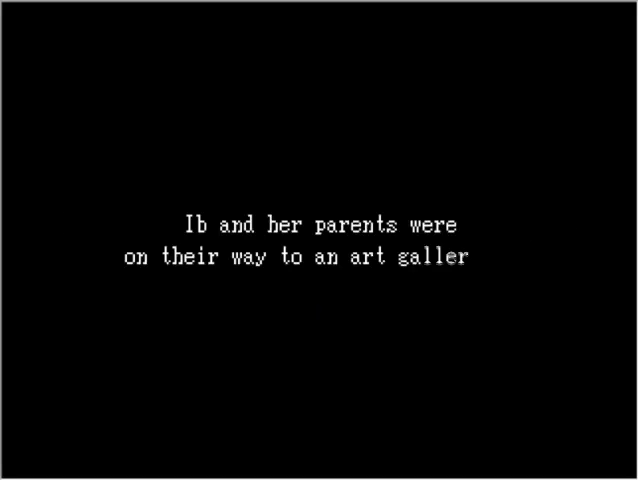 Ib and her parents were
on their way to an art galler